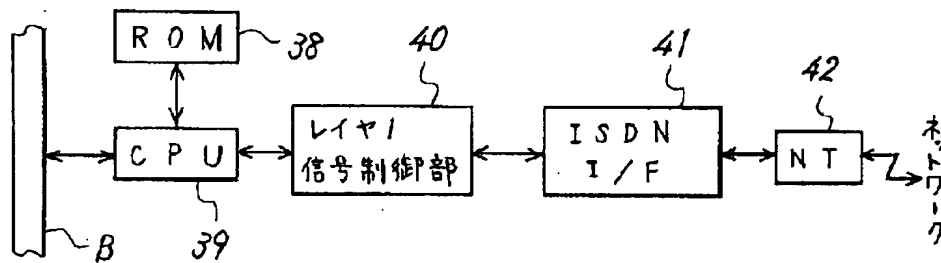 ROM
38
40
41
42
CPU
レイヤ1
信号制御部
ISDN
I/F
NT
ネットワーク
B
39